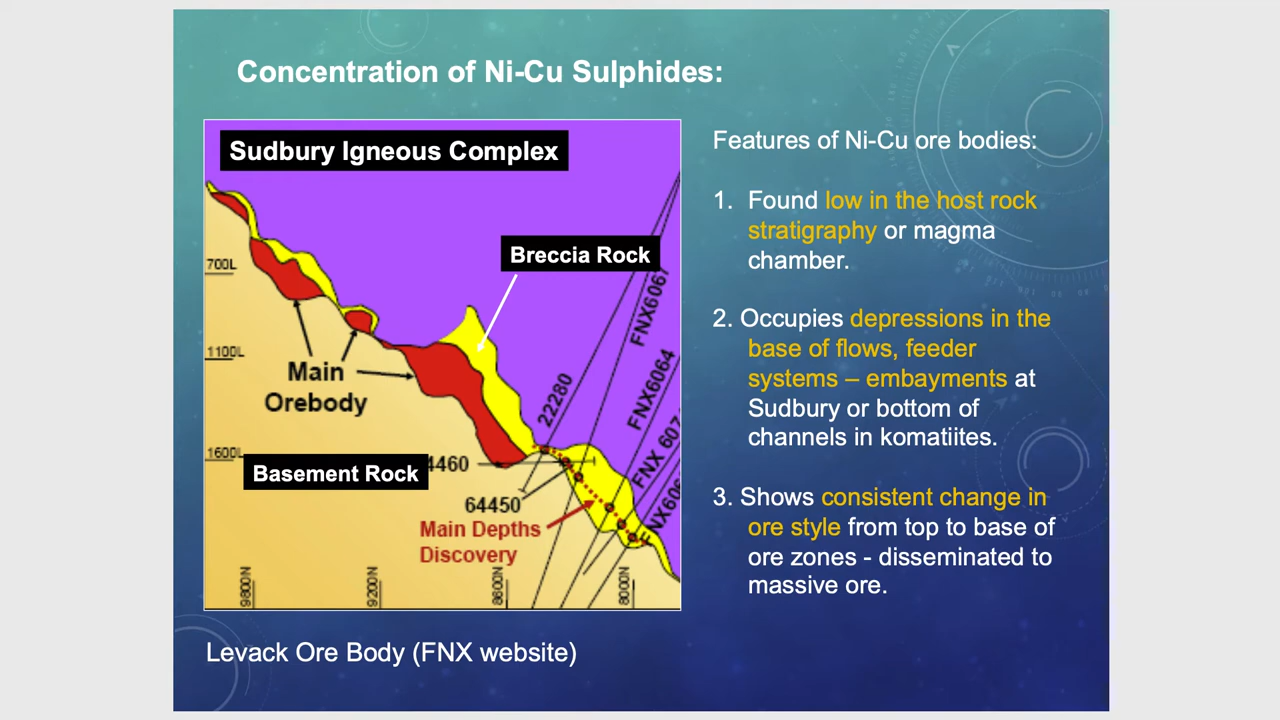 Concentration of Ni-Cu Sulphides:
Sudbury Igneous Complex
Breccia Rock
700L
1100L
1600L
Main
Orebody
Basement Rock
4460
64450
22280
FNX6067
FNX6064
FNX
Main Depths
Discovery
9800N
9200N
8600N
8000N
Levack Ore Body (FNX website)
Features of Ni-Cu ore bodies:
1. Found low in the host rock
stratigraphy or magma
chamber.
2. Occupies depressions in the
base of flows, feeder
systems – embayments at
Sudbury or bottom of
channels in komatiites.
3. Shows consistent change in
ore style from top to base of
ore zones - disseminated to
massive ore.